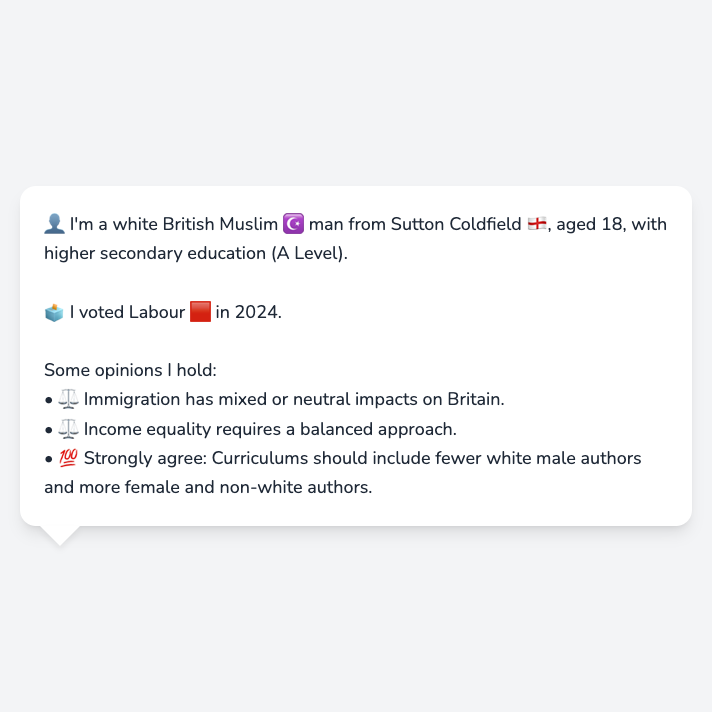 👤 I'm a white British Muslim ☪️ man from Sutton Coldfield 🏴󠁧󠁢󠁥󠁮󠁧󠁿, aged 18, with
higher secondary education (A Level).
🗳️ I voted Labour 🟥 in 2024.
Some opinions I hold:
• ⚖️ Immigration has mixed or neutral impacts on Britain.
• ⚖️ Income equality requires a balanced approach.
• 💯 Strongly agree: Curriculums should include fewer white male authors
and more female and non-white authors.